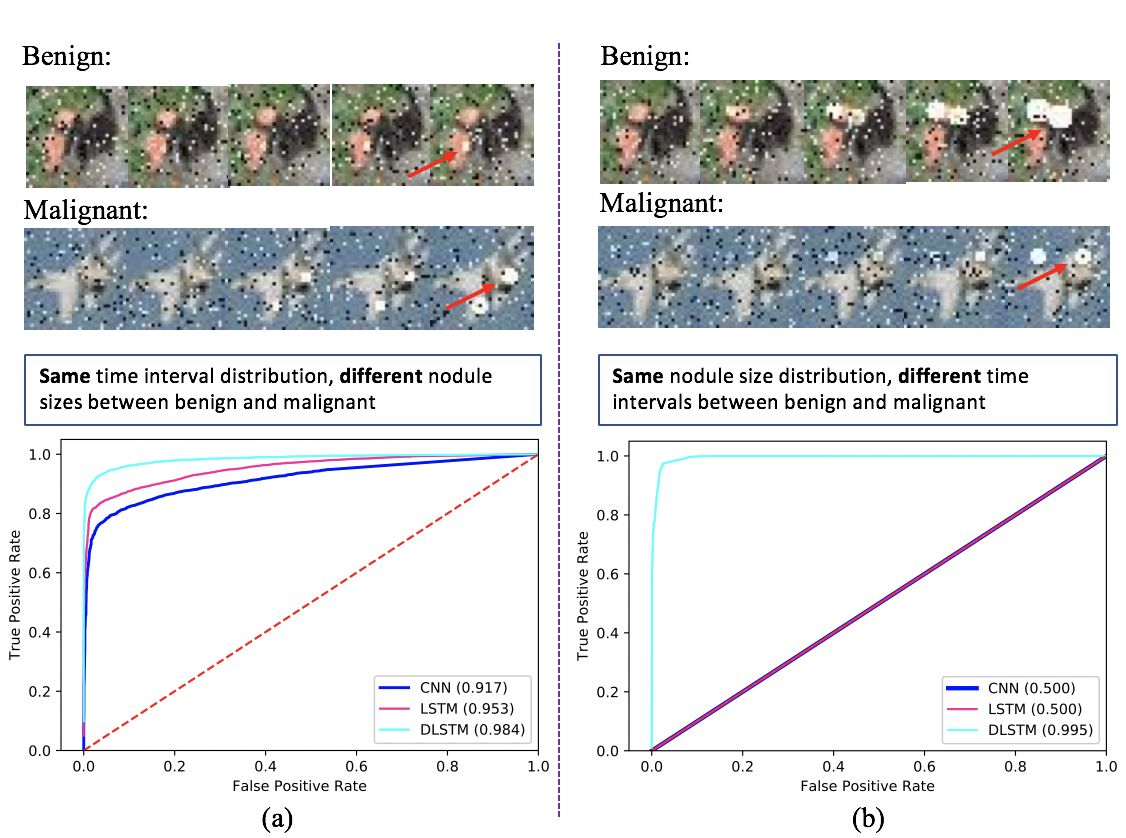 Benign:
Malignant:
Same time interval distribution, different nodule
sizes between benign and malignant
1.0
0.8
0.6
0.4
0.2
0.0
True Positive Rate
0.0 0.2 0.4 0.6 0.8 1.0
False Positive Rate
CNN (0.917)
LSTM (0.953)
DLSTM (0.984)
(a)
Benign:
Malignant:
Same nodule size distribution, different time
intervals between benign and malignant
1.0
0.8
0.6
0.4
0.2
0.0
True Positive Rate
0.0 0.2 0.4 0.6 0.8 1.0
False Positive Rate
CNN (0.500)
LSTM (0.500)
DLSTM (0.995)
(b)